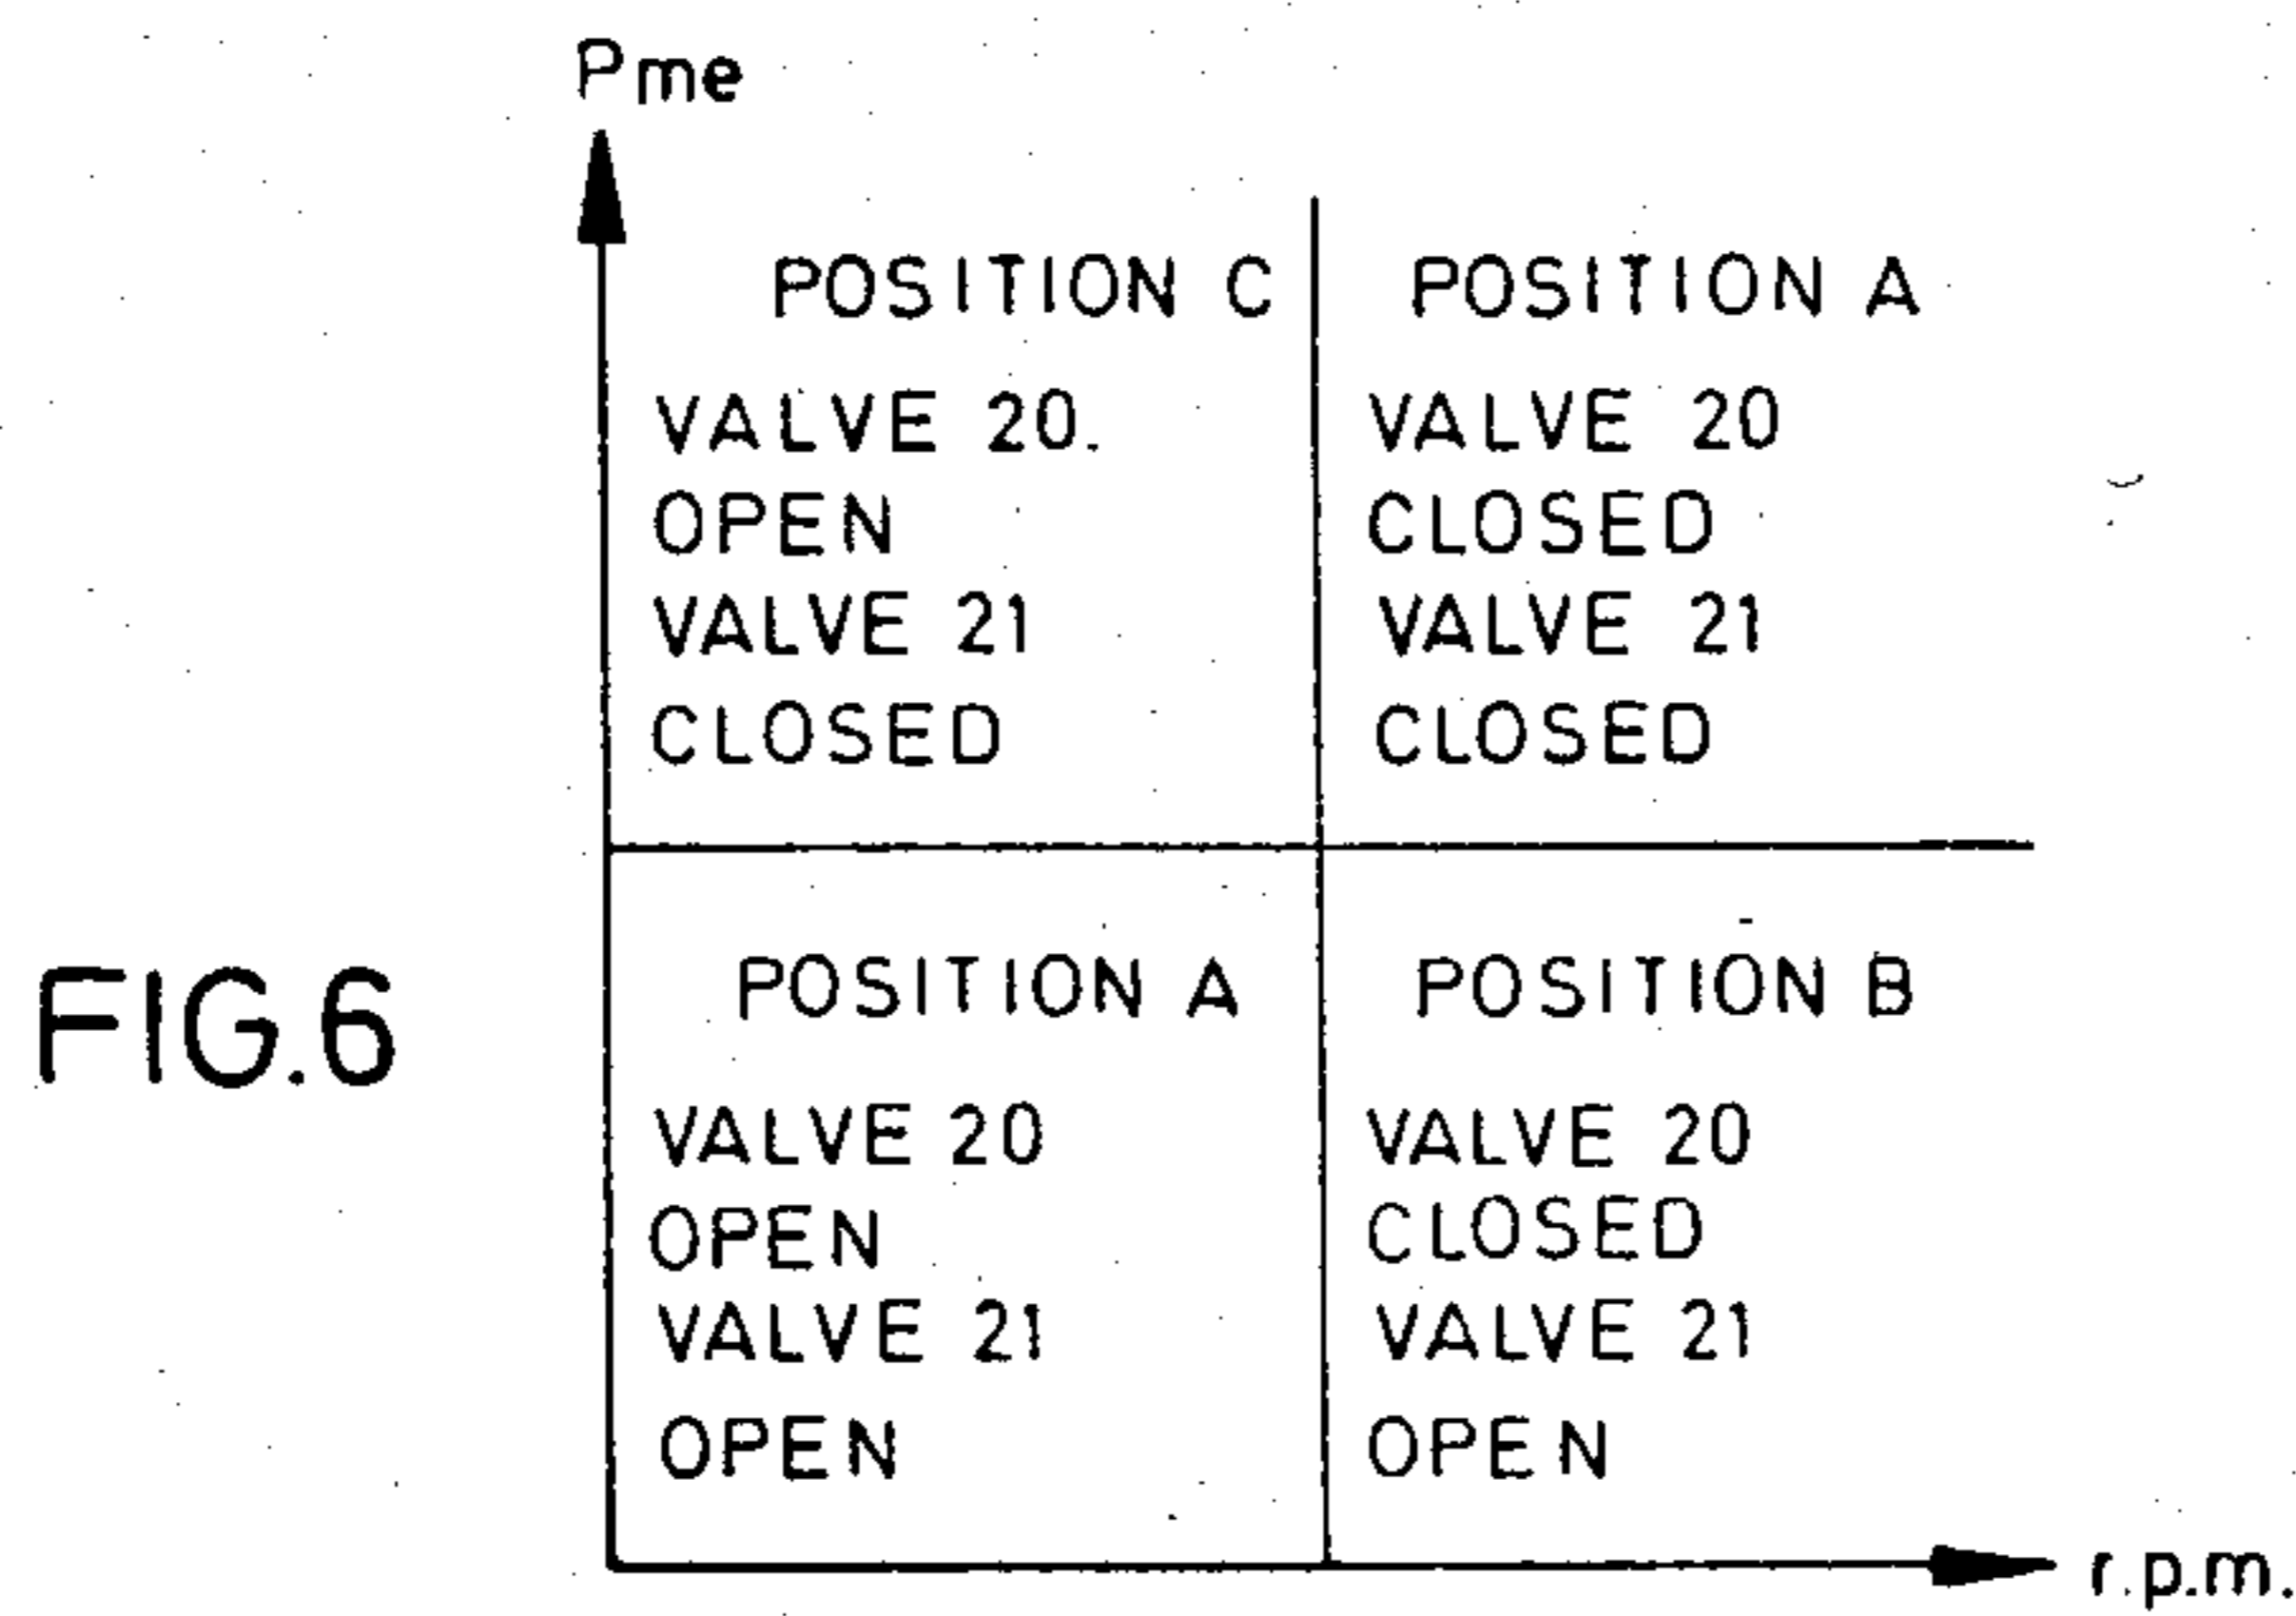 Pme
POSITION C
VALVE 20.
OPEN
VALVE 21
CLOSED
POSITION A
VALVE 20
CLOSED
VALVE 21
CLOSED
FIG.6
POSITION A
VALVE 20
OPEN
VALVE 21
OPEN
POSITION B
VALVE 20
CLOSED
VALVE 21
OPEN
r.p.m.